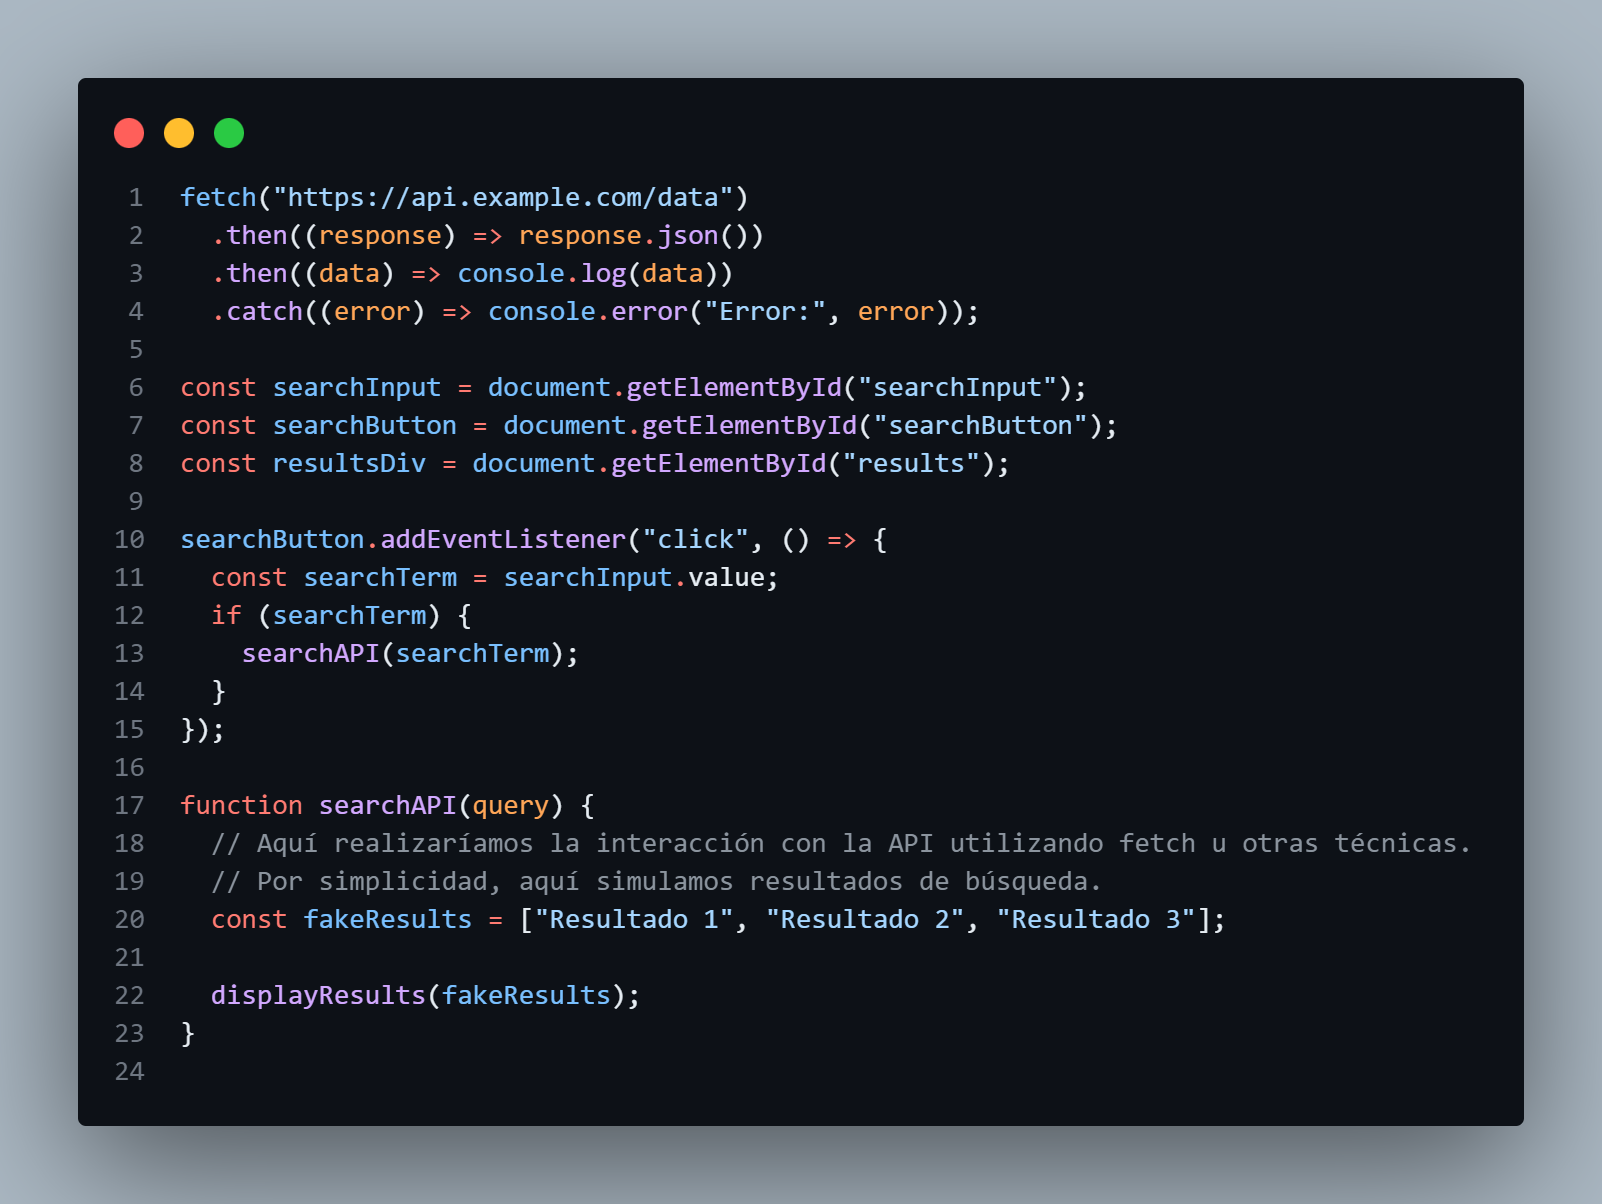 1 fetch("https://api.example.com/data")
2   .then((response) => response.json())
3   .then((data) => console.log(data))
4   .catch((error) => console.error("Error:", error));
5
6 const searchInput = document.getElementById("searchInput");
7 const searchButton = document.getElementById("searchButton");
8 const resultsDiv = document.getElementById("results");
9
10 searchButton.addEventListener("click", () => {
11   const searchTerm = searchInput.value;
12   if (searchTerm) {
13     searchAPI(searchTerm);
14   }
15 });
16
17 function searchAPI(query) {
18   // Aquí realizaríamos la interacción con la API utilizando fetch u otras técnicas.
19   // Por simplicidad, aquí simulamos resultados de búsqueda.
20   const fakeResults = ["Resultado 1", "Resultado 2", "Resultado 3"];
21
22   displayResults(fakeResults);
23 }
24